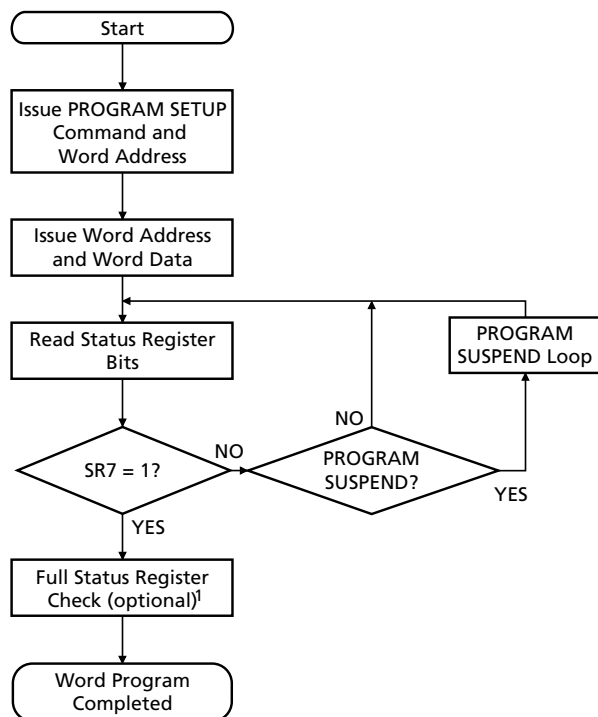 Start
Issue PROGRAM SETUP
Command and
Word Address
Issue Word Address
and Word Data
Read Status Register
Bits
PROGRAM
SUSPEND Loop
SR7 = 1?
NO
PROGRAM
SUSPEND?
NO
YES
YES
Full Status Register
Check (optional)1
Word Program
Completed